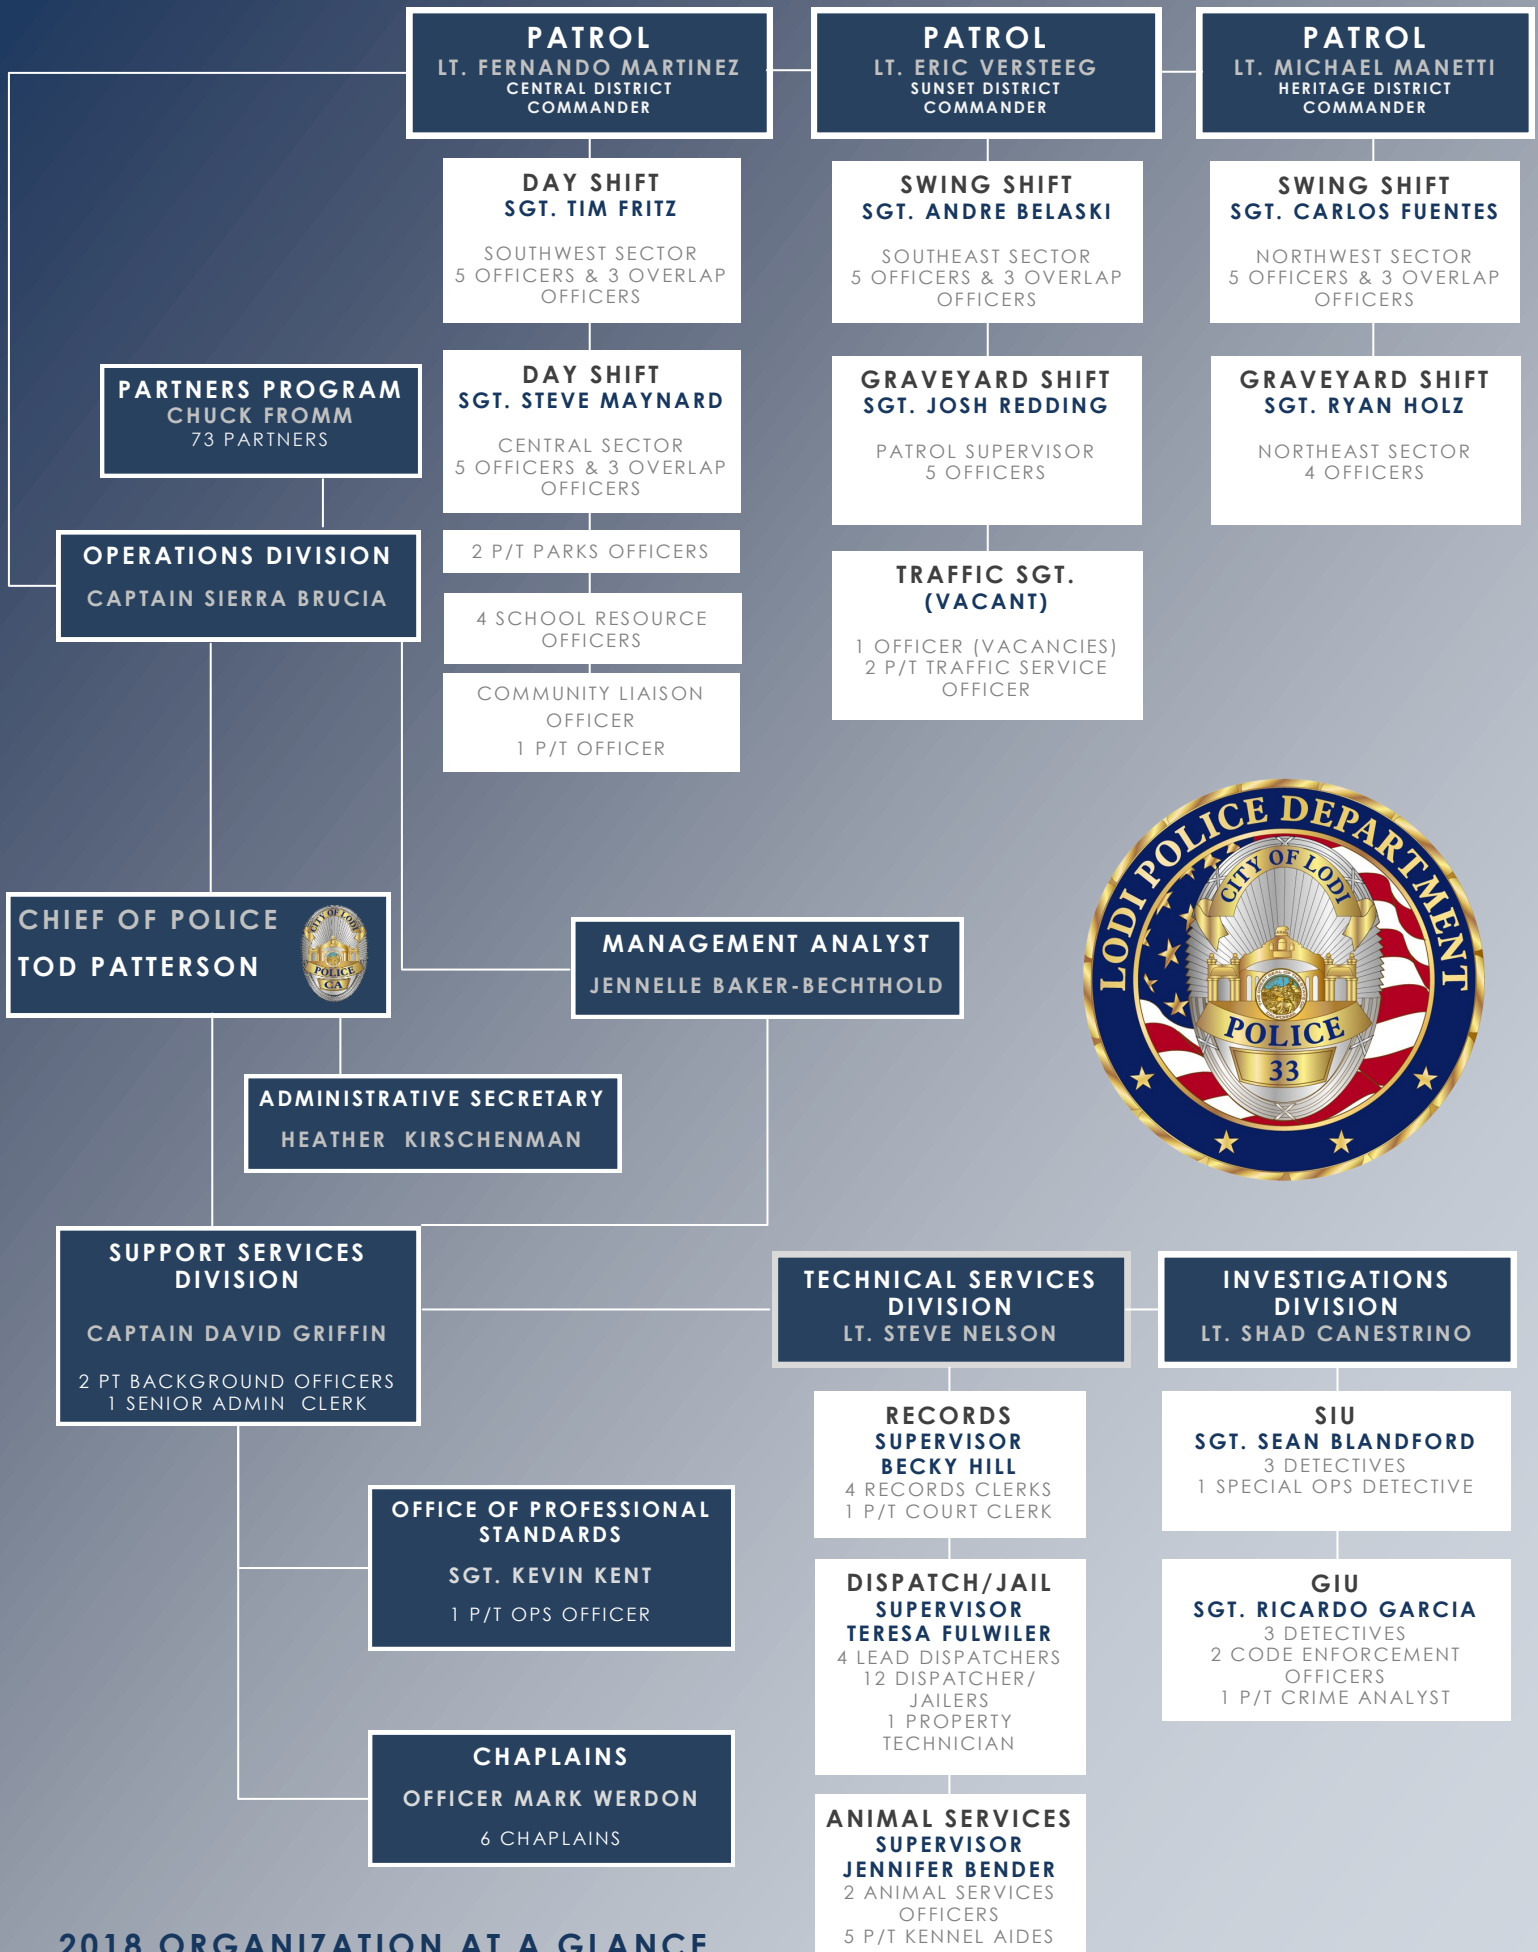 PATROL
LT. FERNANDO MARTINEZ
CENTRAL DISTRICT
COMMANDER
PATROL
LT. ERIC VERSTEEG
SUNSET DISTRICT
COMMANDER
PATROL
LT. MICHAEL MANETTI
HERITAGE DISTRICT
COMMANDER
DAY SHIFT
SGT. TIM FRITZ
SOUTHWEST SECTOR
5 OFFICERS & 3 OVERLAP
OFFICERS
SWING SHIFT
SGT. ANDRE BELASKI
SOUTHEAST SECTOR
5 OFFICERS & 3 OVERLAP
OFFICERS
SWING SHIFT
SGT. CARLOS FUENTES
NORTHWEST SECTOR
5 OFFICERS & 3 OVERLAP
OFFICERS
PARTNERS PROGRAM
CHUCK FROMM
73 PARTNERS
DAY SHIFT
SGT. STEVE MAYNARD
CENTRAL SECTOR
5 OFFICERS & 3 OVERLAP
OFFICERS
GRAVEYARD SHIFT
SGT. JOSH REDDING
PATROL SUPERVISOR
5 OFFICERS
GRAVEYARD SHIFT
SGT. RYAN HOLZ
NORTHEAST SECTOR
4 OFFICERS
OPERATIONS DIVISION
CAPTAIN SIERRA BRUCIA
2 P/T PARKS OFFICERS
4 SCHOOL RESOURCE
OFFICERS
COMMUNITY LIAISON
OFFICER
1 P/T OFFICER
TRAFFIC SGT.
(VACANT)
1 OFFICER (VACANCIES)
2 P/T TRAFFIC SERVICE
OFFICER
CHIEF OF POLICE
TOD PATTERSON
CITY OF LODI
POLICE
CA
MANAGEMENT ANALYST
JENNELLE BAKER-BECHTHOLD
LODI POLICE DEPARTMENT
CITY OF LODI
POLICE
33
ADMINISTRATIVE SECRETARY
HEATHER KIRSCHENMAN
SUPPORT SERVICES
DIVISION
CAPTAIN DAVID GRIFFIN
2 PT BACKGROUND OFFICERS
1 SENIOR ADMIN CLERK
TECHNICAL SERVICES
DIVISION
LT. STEVE NELSON
INVESTIGATIONS
DIVISION
LT. SHAD CANESTRINO
RECORDS
SUPERVISOR
BECKY HILL
4 RECORDS CLERKS
1 P/T COURT CLERK
SIU
SGT. SEAN BLANDFORD
3 DETECTIVES
1 SPECIAL OPS DETECTIVE
OFFICE OF PROFESSIONAL
STANDARDS
SGT. KEVIN KENT
1 P/T OPS OFFICER
DISPATCH/JAIL
SUPERVISOR
TERESA FULWILER
4 LEAD DISPATCHERS
12 DISPATCHER/
JAILERS
1 PROPERTY
TECHNICIAN
GIU
SGT. RICARDO GARCIA
3 DETECTIVES
2 CODE ENFORCEMENT
OFFICERS
1 P/T CRIME ANALYST
CHAPLAINS
OFFICER MARK WERDON
6 CHAPLAINS
ANIMAL SERVICES
SUPERVISOR
JENNIFER BENDER
2 ANIMAL SERVICES
OFFICERS
5 P/T KENNEL AIDES
2018 ORGANIZATION AT A GLANCE